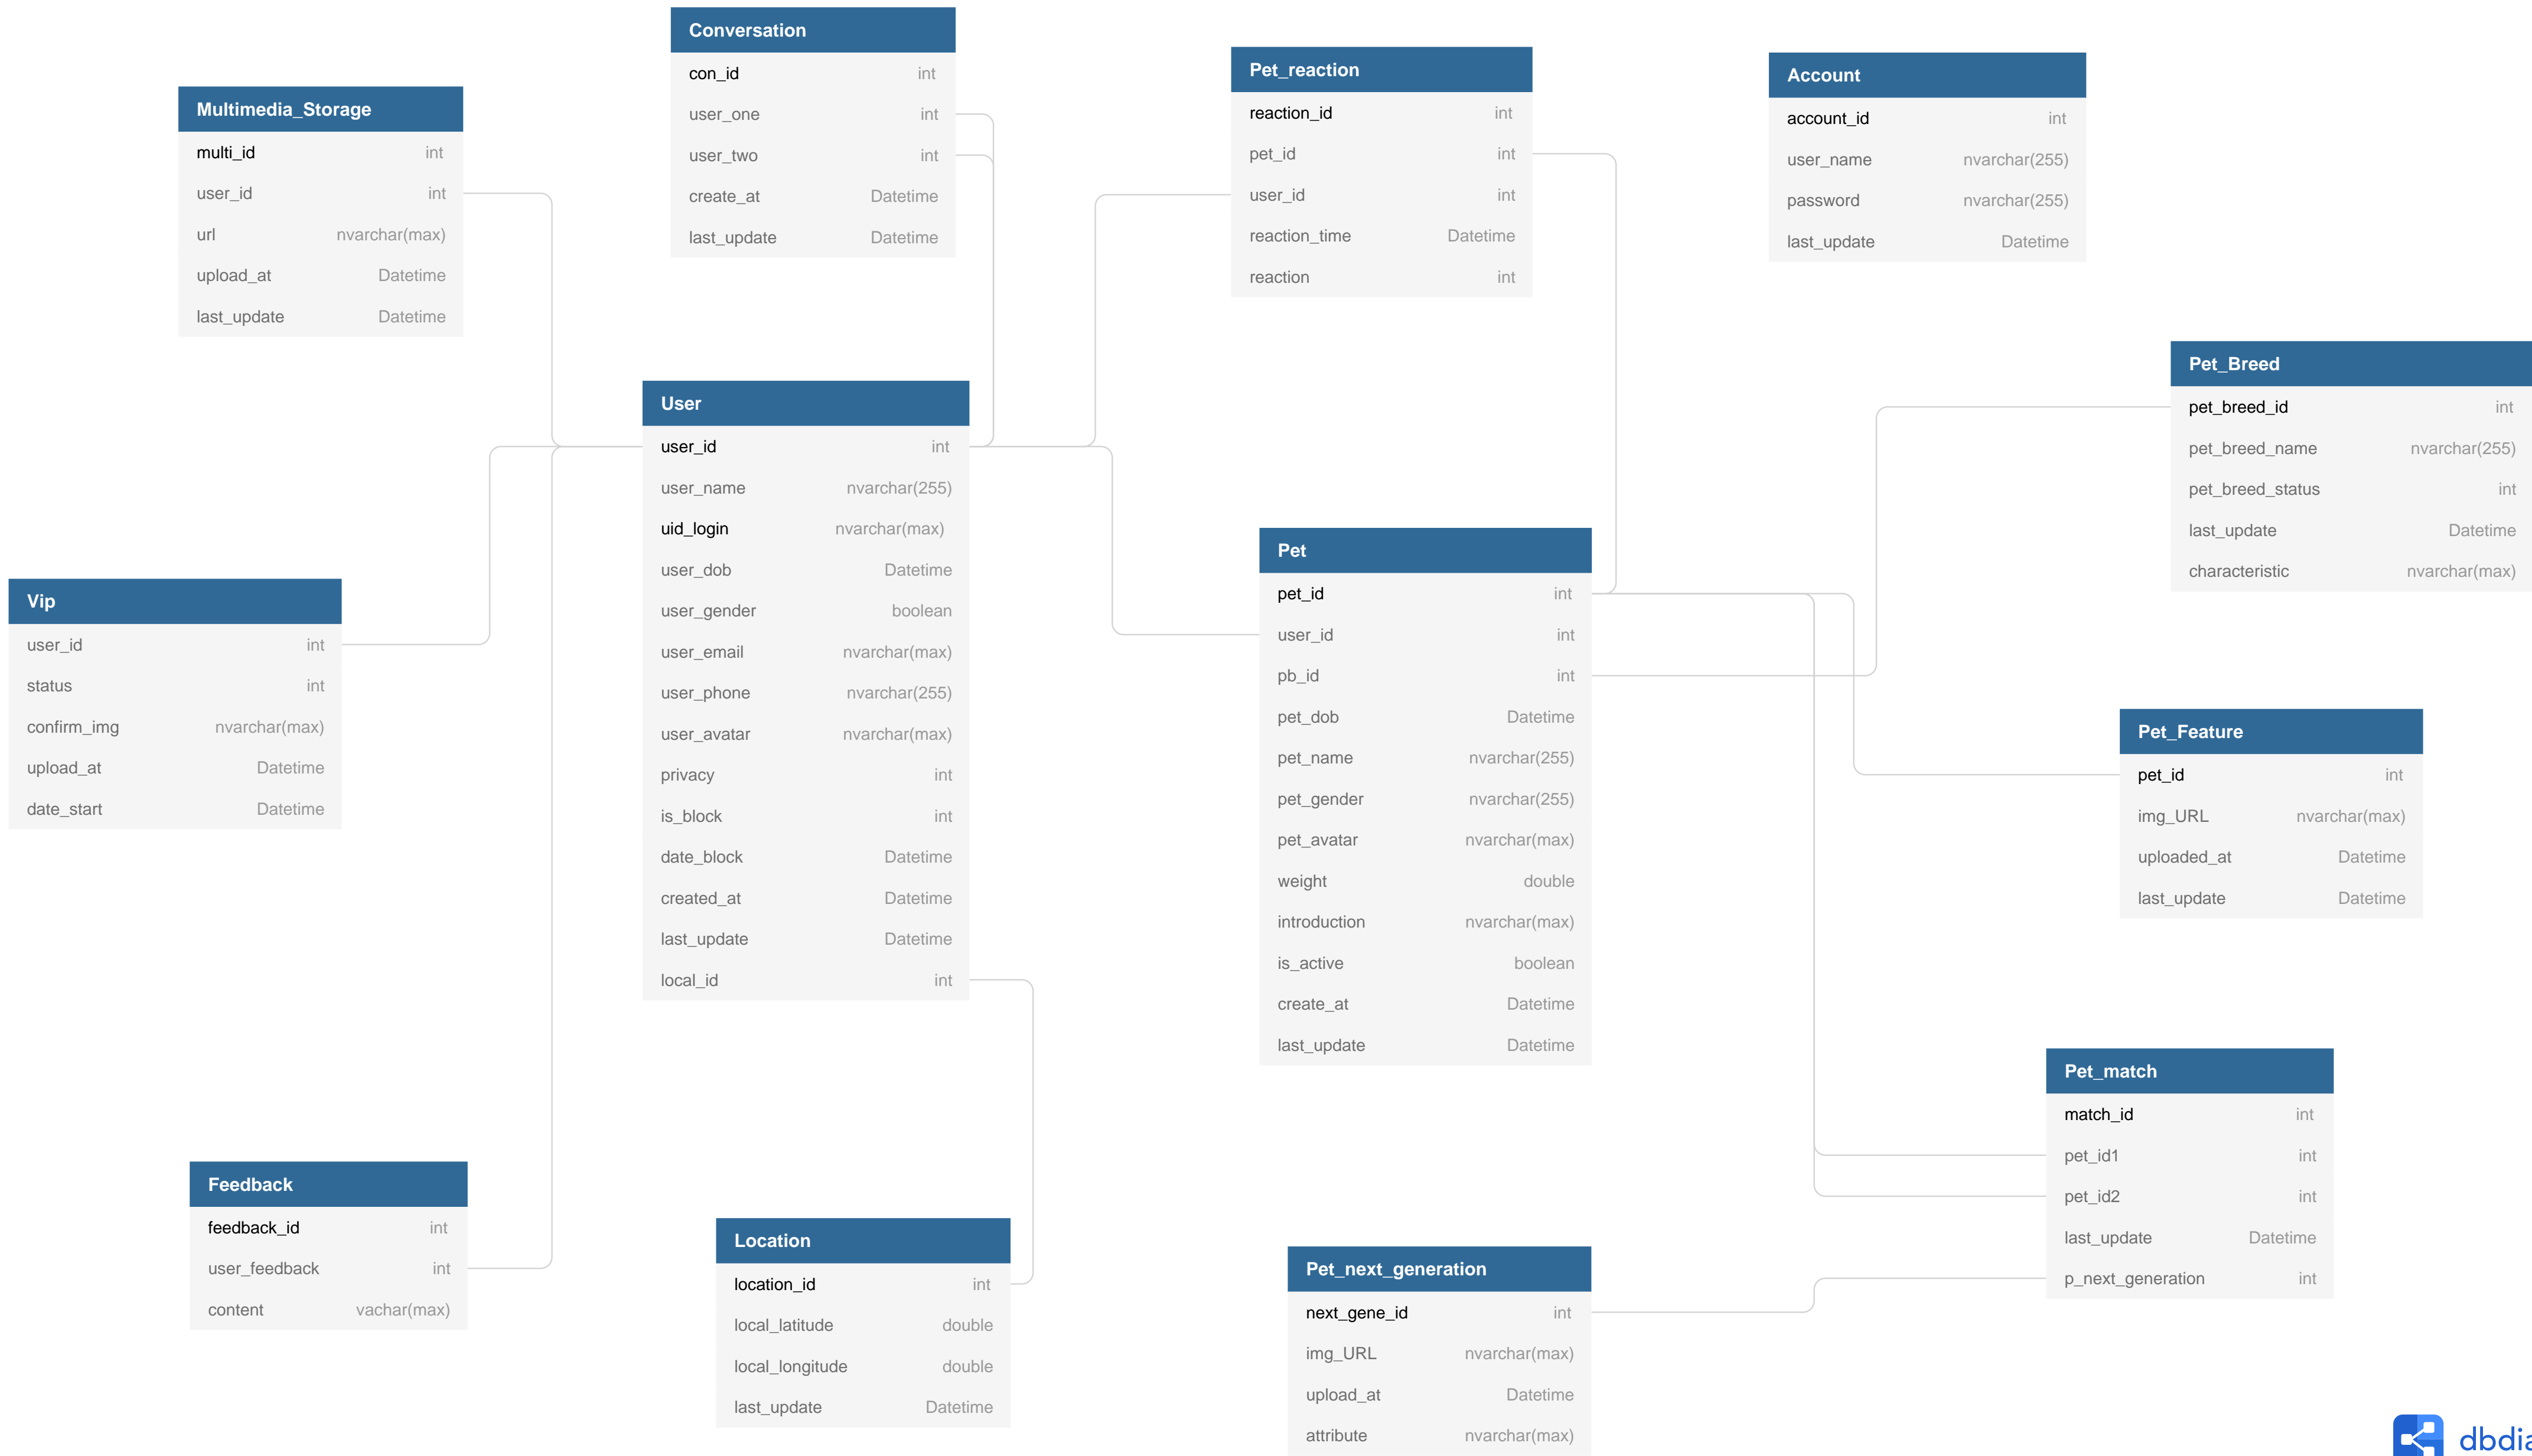 Conversation
con_id int
user_one int
user_two int
create_at Datetime
last_update Datetime
Pet_reaction
reaction_id int
pet_id int
user_id int
reaction_time Datetime
reaction int
Account
account_id int
user_name nvarchar(255)
password nvarchar(255)
last_update Datetime
Multimedia_Storage
multi_id int
user_id int
url nvarchar(max)
upload_at Datetime
last_update Datetime
Pet_Breed
pet_breed_id int
pet_breed_name nvarchar(255)
pet_breed_status int
last_update Datetime
characteristic nvarchar(max)
User
user_id int
user_name nvarchar(255)
uid_login nvarchar(max)
user_dob Datetime
user_gender boolean
user_email nvarchar(max)
user_phone nvarchar(255)
user_avatar nvarchar(max)
privacy int
is_block int
date_block Datetime
created_at Datetime
last_update Datetime
local_id int
Pet
pet_id int
user_id int
pb_id int
pet_dob Datetime
pet_name nvarchar(255)
pet_gender nvarchar(255)
pet_avatar nvarchar(max)
weight double
introduction nvarchar(max)
is_active boolean
create_at Datetime
last_update Datetime
Vip
user_id int
status int
confirm_img nvarchar(max)
upload_at Datetime
date_start Datetime
Pet_Feature
pet_id int
img_URL nvarchar(max)
uploaded_at Datetime
last_update Datetime
Pet_match
match_id int
pet_id1 int
pet_id2 int
last_update Datetime
p_next_generation int
Feedback
feedback_id int
user_feedback int
content vachar(max)
Location
location_id int
local_latitude double
local_longitude double
last_update Datetime
Pet_next_generation
next_gene_id int
img_URL nvarchar(max)
upload_at Datetime
attribute nvarchar(max)